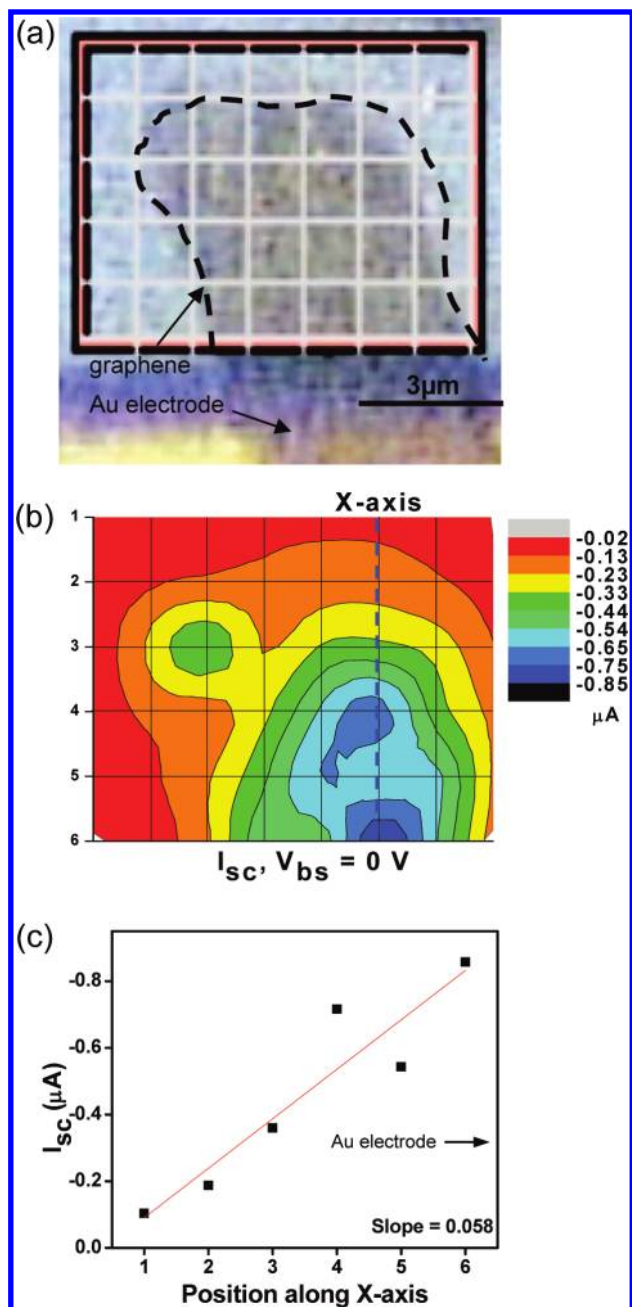 (a)
graphene
3μm
Au electrode
(b)
X-axis
1
2
3
4
5
6
-0.02
-0.13
-0.23
-0.33
-0.44
-0.54
-0.65
-0.75
-0.85
μA
Isc, Vbs = 0 V
(c)
-0.8
-0.6
-0.4
-0.2
0.0
Isc (μA)
Au electrode
Slope = 0.058
1 2 3 4 5 6
Position along X-axis